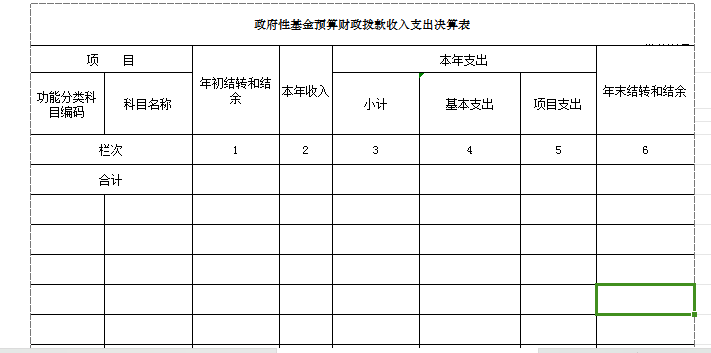 政府性基金预算财政拨款收入支出决算表
项 目
年初结转和结
余
本年收入
本年支出
年末结转和结余
功能分类科
目编码
科目名称
小计
基本支出
项目支出
栏次
1
2
3
4
5
6
合计